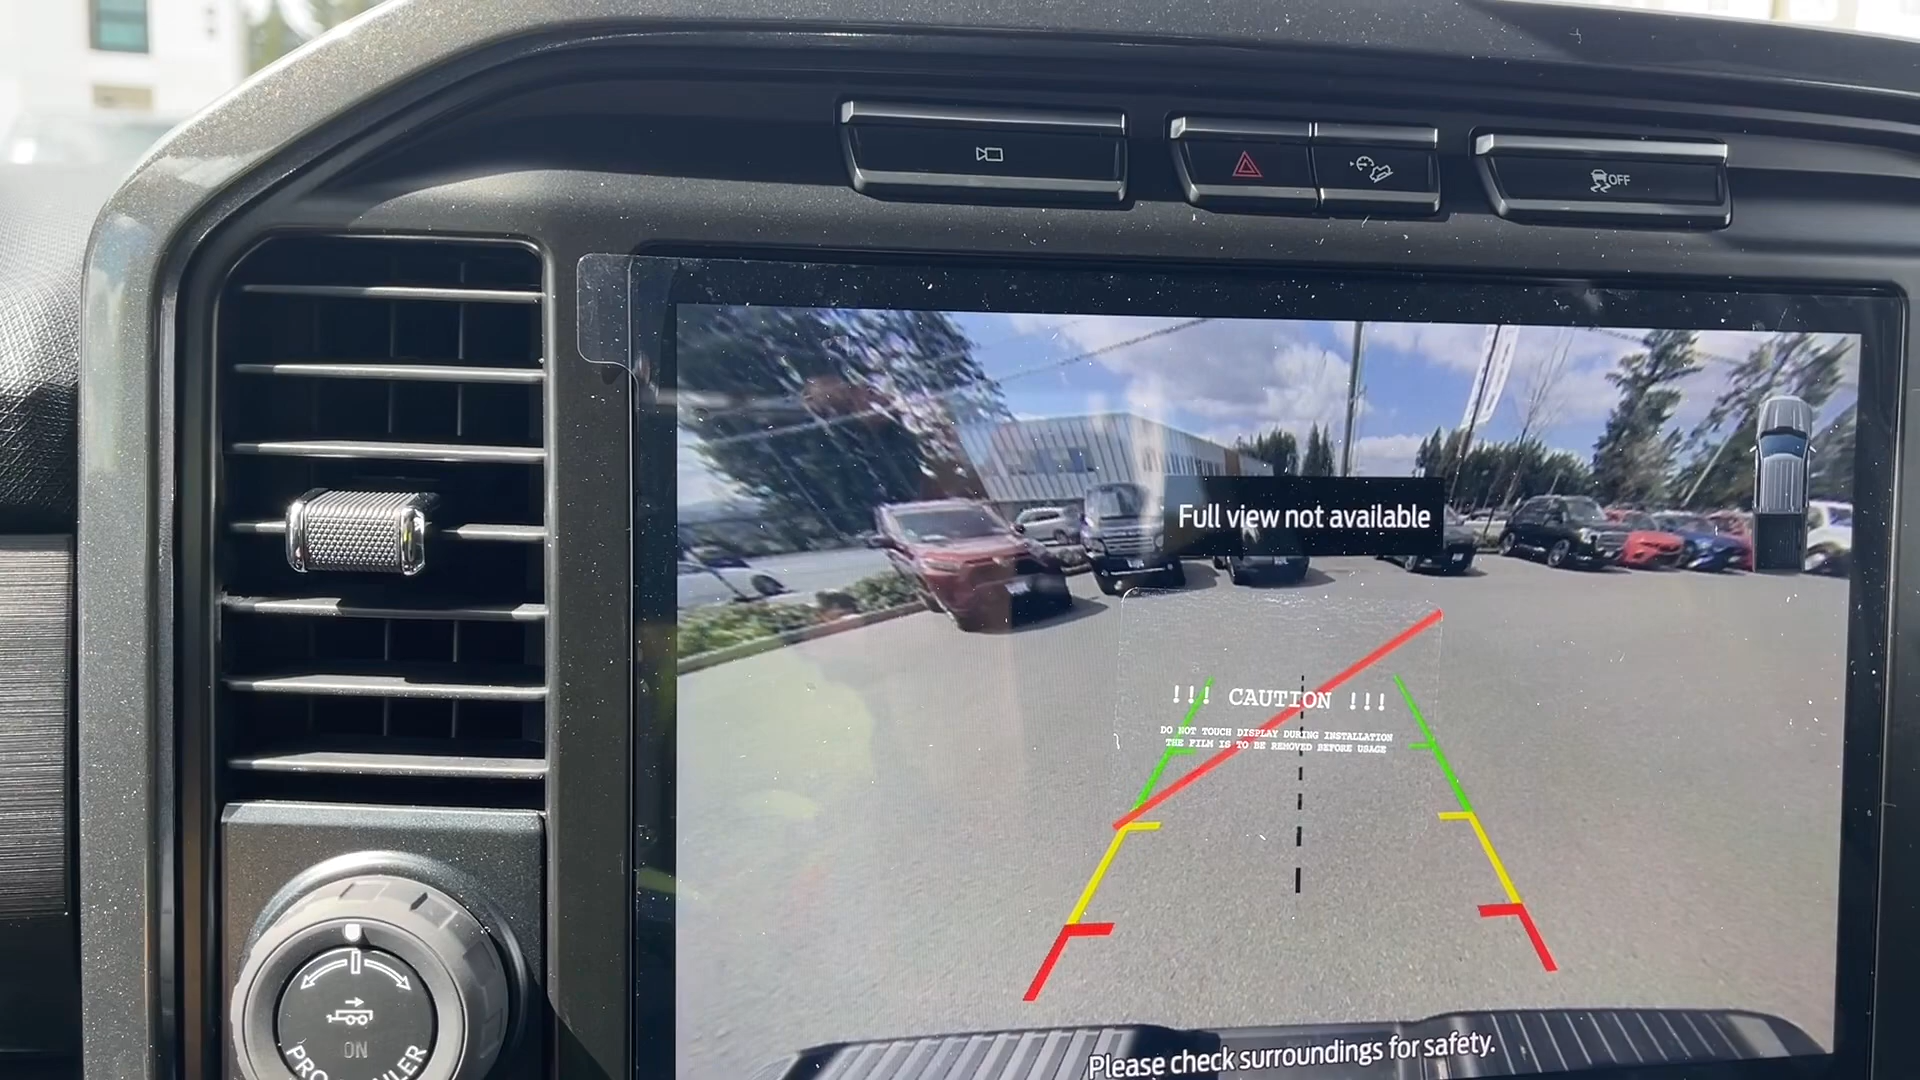 OFF
Full view not available
!!! CAUTION !!!
DO NOT TOUCH DISPLAY DURING INSTALLATION
THE FILM IS TO BE REMOVED BEFORE USAGE
ON
Please check surroundings for safety.